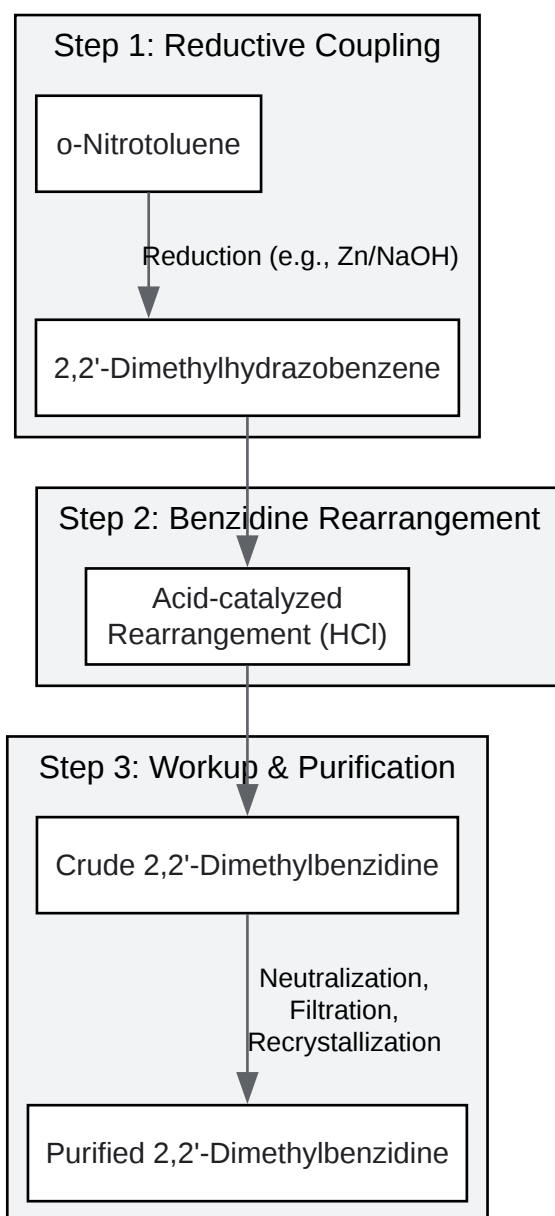 Step 1: Reductive Coupling
o-Nitrotoluene
Reduction (e.g., Zn/NaOH)
2,2'-Dimethylhydrazobenzene
Step 2: Benzidine Rearrangement
Acid-catalyzed
Rearrangement (HCl)
Step 3: Workup & Purification
Crude 2,2'-Dimethylbenzidine
Neutralization,
Filtration,
Recrystallization
Purified 2,2'-Dimethylbenzidine